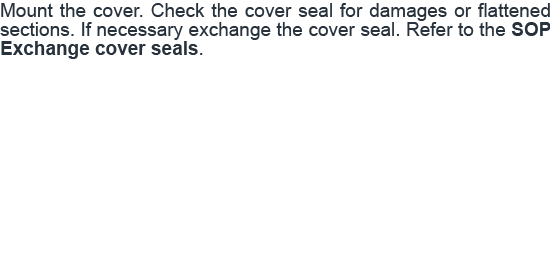 Mount the cover. Check the cover seal for damages or flattened
sections. If necessary exchange the cover seal. Refer to the SOP
Exchange cover seals.